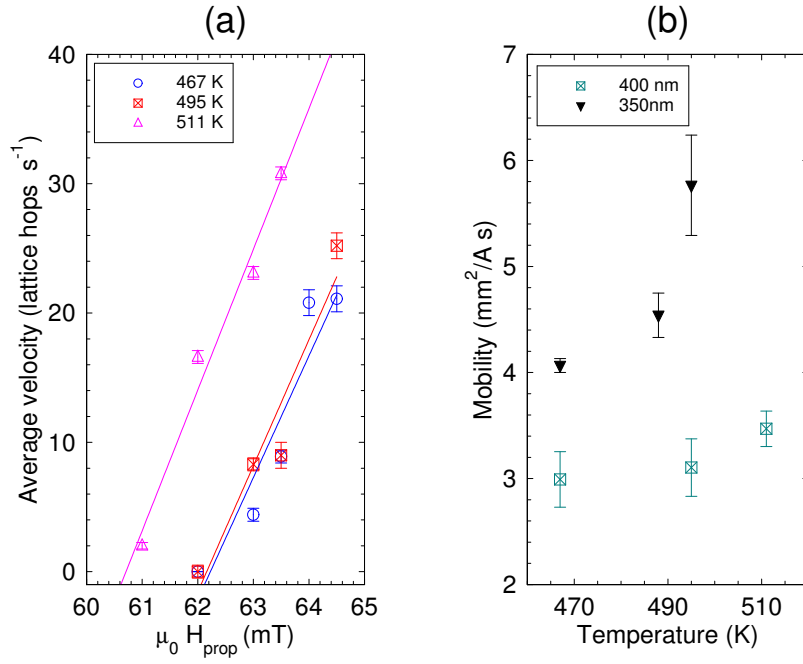 (a)
(b)
467 K
495 K
511 K
Average velocity (lattice hops s⁻¹)
40
30
20
10
0
60 61 62 63 64 65
μ₀ H_prop (mT)
400 nm
350nm
Mobility (mm²/A s)
7
6
5
4
3
2
470 490 510
Temperature (K)